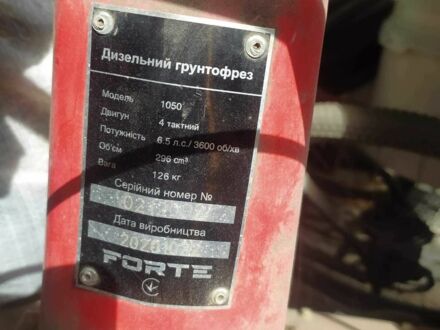 Дизельний грунтофрез
Модель 1050
Двигун 4 тактний
Потужність 6.5 л.с./ 3600 об/хв
Об'єм 296 cm³
Вага 126 кг
Серійний номер №
Дата виробництва
FORTE